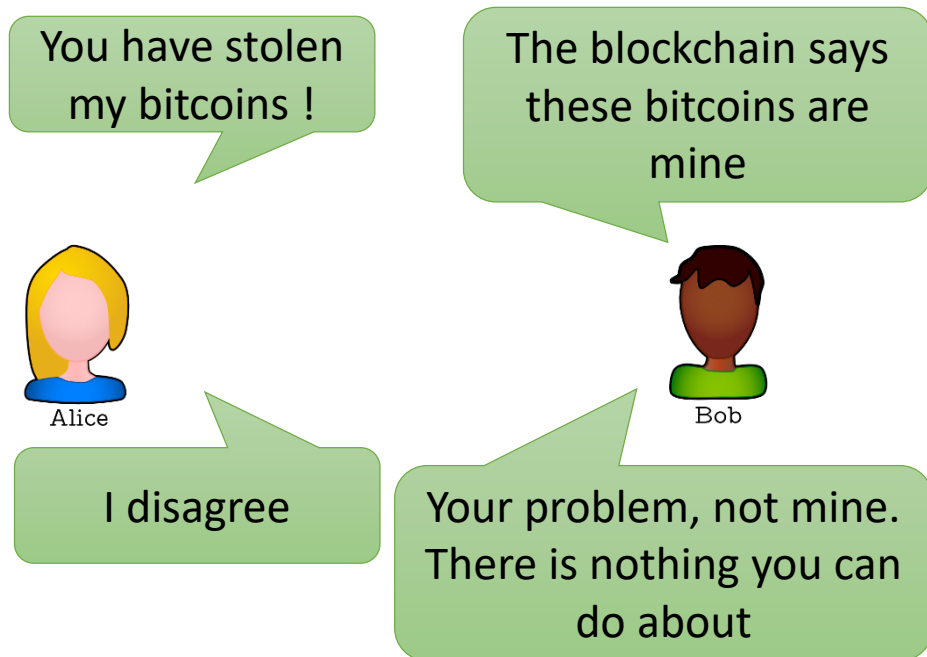 You have stolen
my bitcoins !
The blockchain says
these bitcoins are
mine
Alice
Bob
I disagree
Your problem, not mine.
There is nothing you can
do about